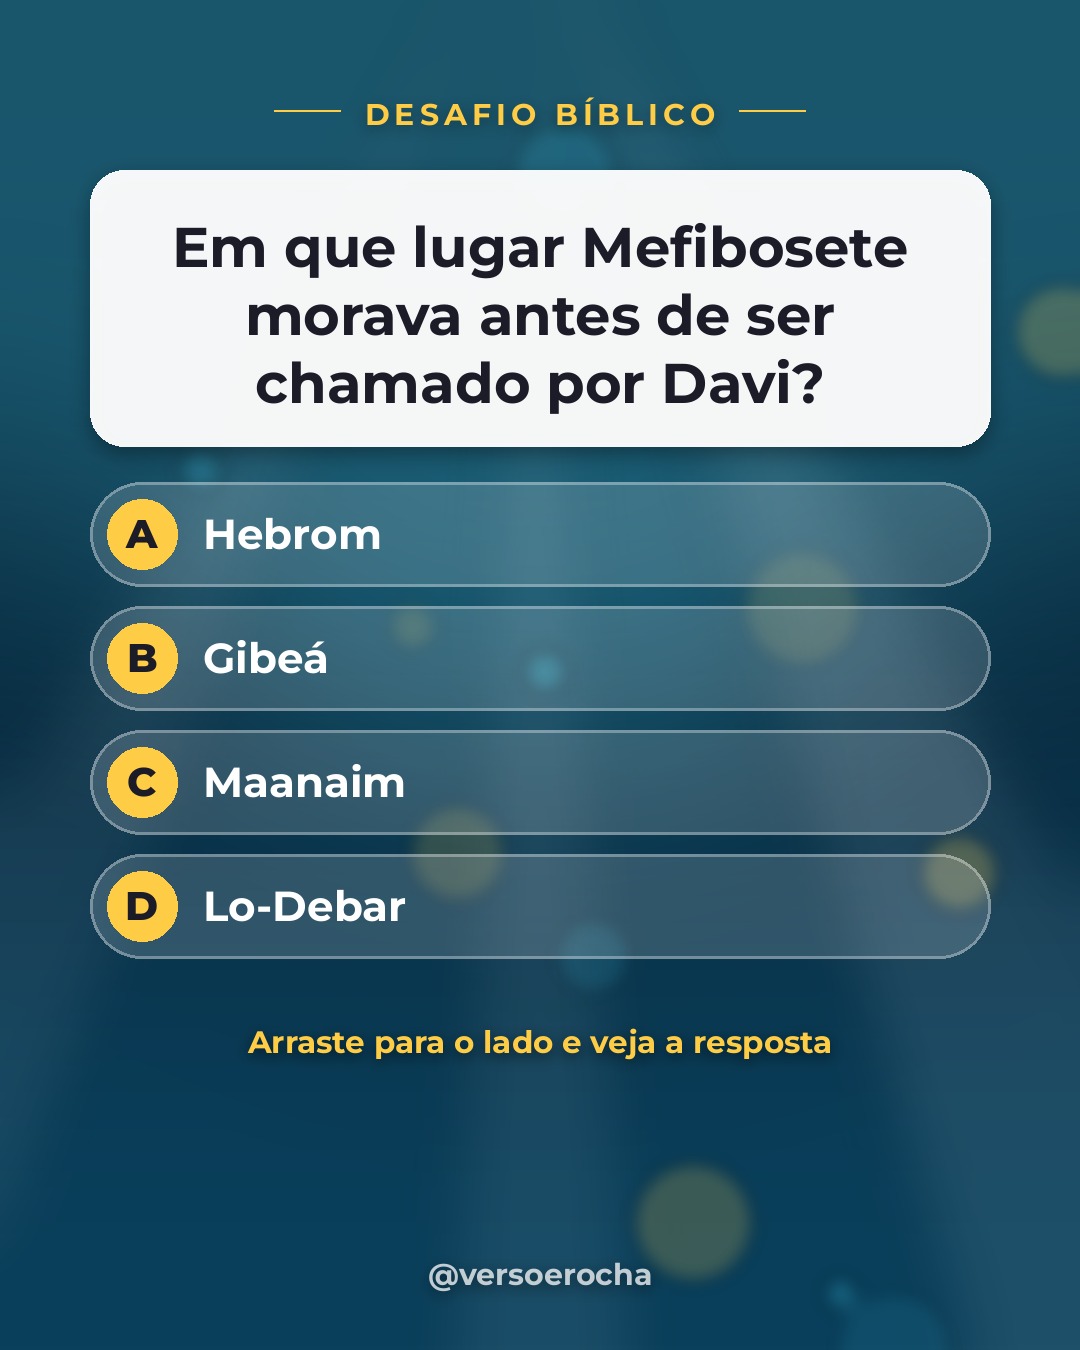 DESAFIO BÍBLICO
Em que lugar Mefibosete
morava antes de ser
chamado por Davi?
A Hebrom
B Gibeá
C Maanaim
D Lo-Debar
Arraste para o lado e veja a resposta
@versoerocha